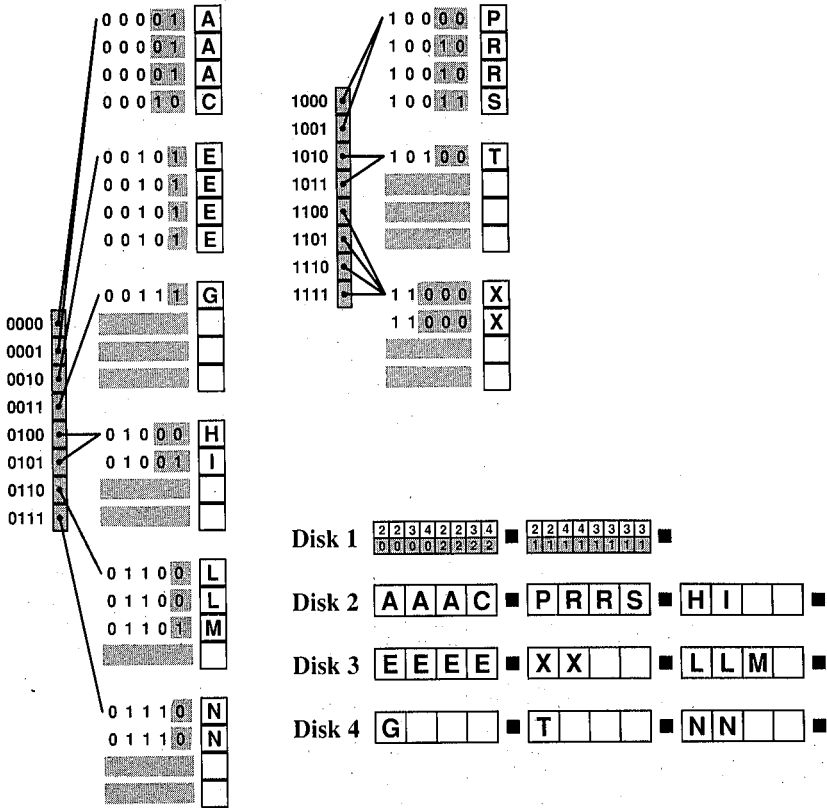 0 0 0 0 1 A
0 0 0 0 1 A
0 0 0 0 1 A
0 0 0 1 0 C
0 0 1 0 1 E
0 0 1 0 1 E
0 0 1 0 1 E
0 0 1 0 1 E
0 0 1 1 1 G
0000
0001
0010
0011
0100
0101
0110
0111
0 1 0 0 0 H
0 1 0 0 1 I
0 1 1 0 0 L
0 1 1 0 0 L
0 1 1 0 1 M
0 1 1 1 0 N
0 1 1 1 0 N
1 0 0 0 0 P
1 0 0 1 0 R
1 0 0 1 0 R
1 0 0 1 1 S
1000
1001
1010
1011
1100
1101
1110
1111
1 0 1 0 0 T
1 1 0 0 0 X
1 1 0 0 0 X
Disk 1 2 2 3 4 2 2 3 4 2 2 4 4 3 3 3 3
0 0 0 0 2 2 2 2 1 1 1 1 1 1 1 1
Disk 2 A A A C P R R S H I
Disk 3 E E E E X X L L M
Disk 4 G T N N